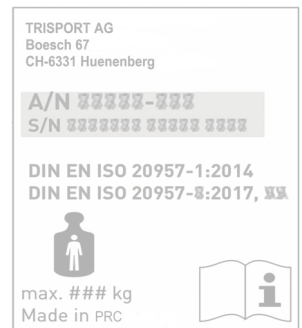 TRISPORT AG
Boesch 67
CH-6331 Huenenberg
A/N
S/N
DIN EN ISO 20957-1:2014
DIN EN ISO 20957-
:2017,
max. ### kg
Made in PRC